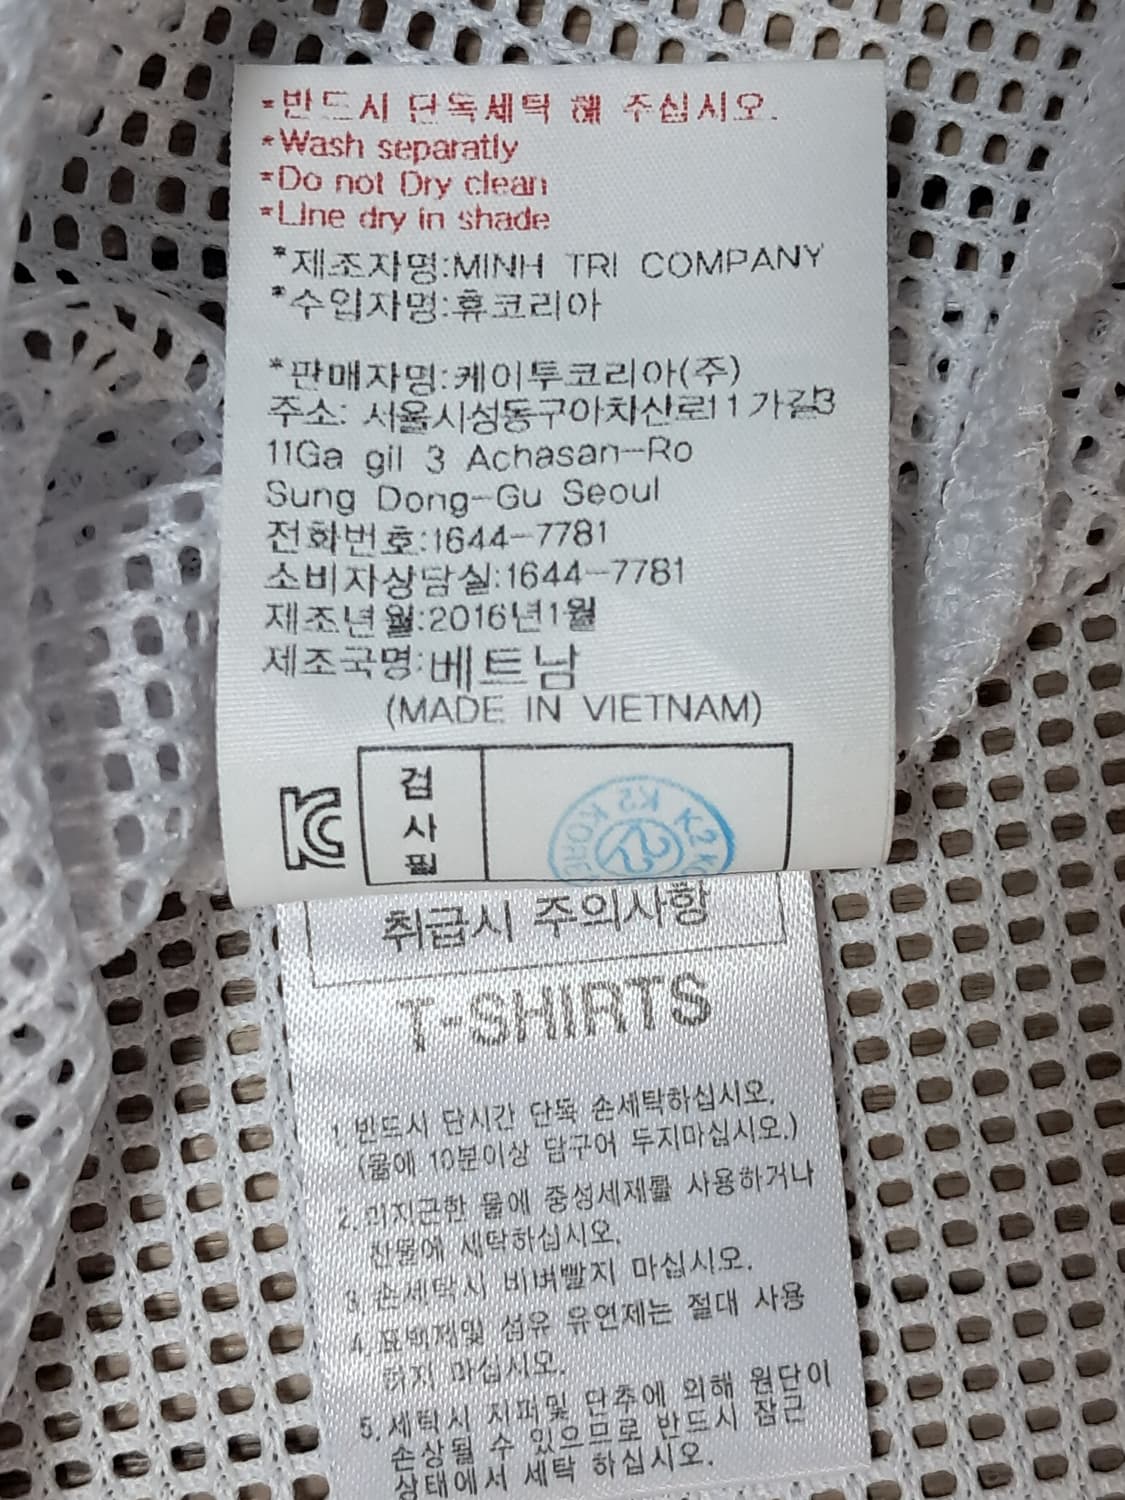 *반드시 단독세탁 해 주십시오.
*Wash separatly
*Do not Dry clean
*Line dry in shade
*제조자명:MINH TRI COMPANY
*수입자명:휴코리아
*판매자명:케이투코리아(주)
주소: 서울시성동구아차산로11가길3
11Ga gil 3 Achasan-Ro
Sung Dong-Gu Seoul
전화번호:1644-7781
소비자상담실:1644-7781
제조년월:2016년1월
제조국명:베트남
(MADE IN VIETNAM)
검
사
필
취급시 주의사항
T-SHIRTS
1. 반드시 단시간 단독 손세탁하십시오.
(물에 10분이상 담구어 두지마십시오.)
2. 미지근한 물에 중성세제를 사용하거나
찬물에 세탁하십시오.
3. 손세탁시 비벼빨지 마십시오.
4. 표백제및 섬유 유연제는 절대 사용
하지 마십시오.
5. 세탁시 지퍼및 단추에 의해 원단이
손상될 수 있으므로 반드시 잠근
상태에서 세탁 하십시오.